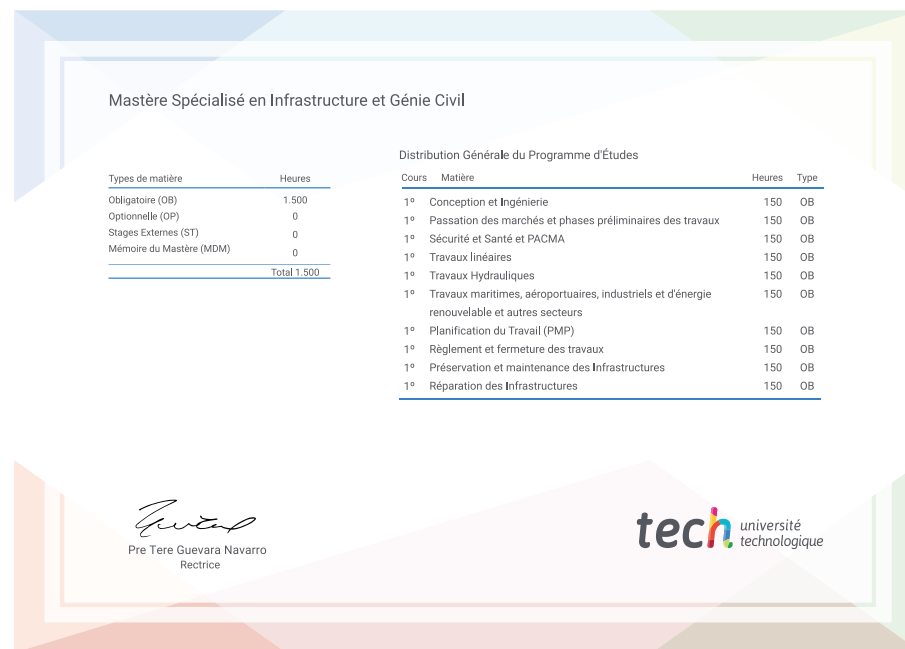 Mastère Spécialisé en Infrastructure et Génie Civil
Types de matière Heures
Obligatoire (OB) 1.500
Optionnelle (OP) 0
Stages Externes (ST) 0
Mémoire du Mastère (MDM) 0
Total 1.500
Distribution Générale du Programme d'Études
Cours Matière Heures Type
1º Conception et Ingénierie 150 OB
1º Passation des marchés et phases préliminaires des travaux 150 OB
1º Sécurité et Santé et PACMA 150 OB
1º Travaux linéaires 150 OB
1º Travaux Hydrauliques 150 OB
1º Travaux maritimes, aéroportuaires, industriels et d'énergie 150 OB
renouvelable et autres secteurs
1º Planification du Travail (PMP) 150 OB
1º Règlement et fermeture des travaux 150 OB
1º Préservation et maintenance des Infrastructures 150 OB
1º Réparation des Infrastructures 150 OB
Pre Tere Guevara Navarro
Rectrice
tech université
technologique